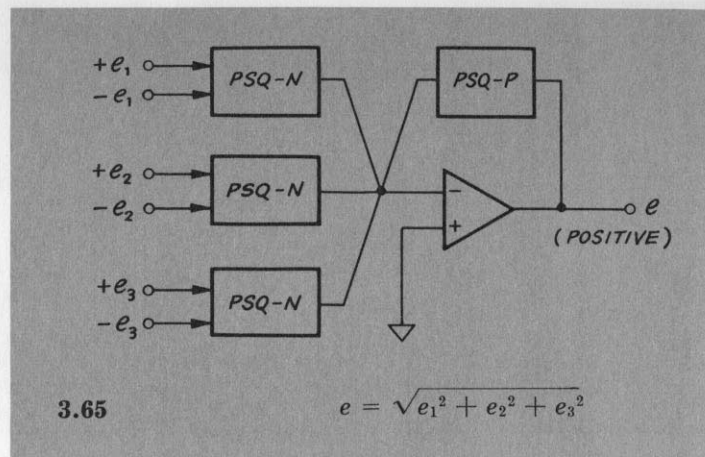 +e₁
−e₁
PSQ-N
PSQ-P
+e₂
−e₂
PSQ-N
−
+
e
(POSITIVE)
+e₃
−e₃
PSQ-N
3.65
e = √(e₁² + e₂² + e₃²)